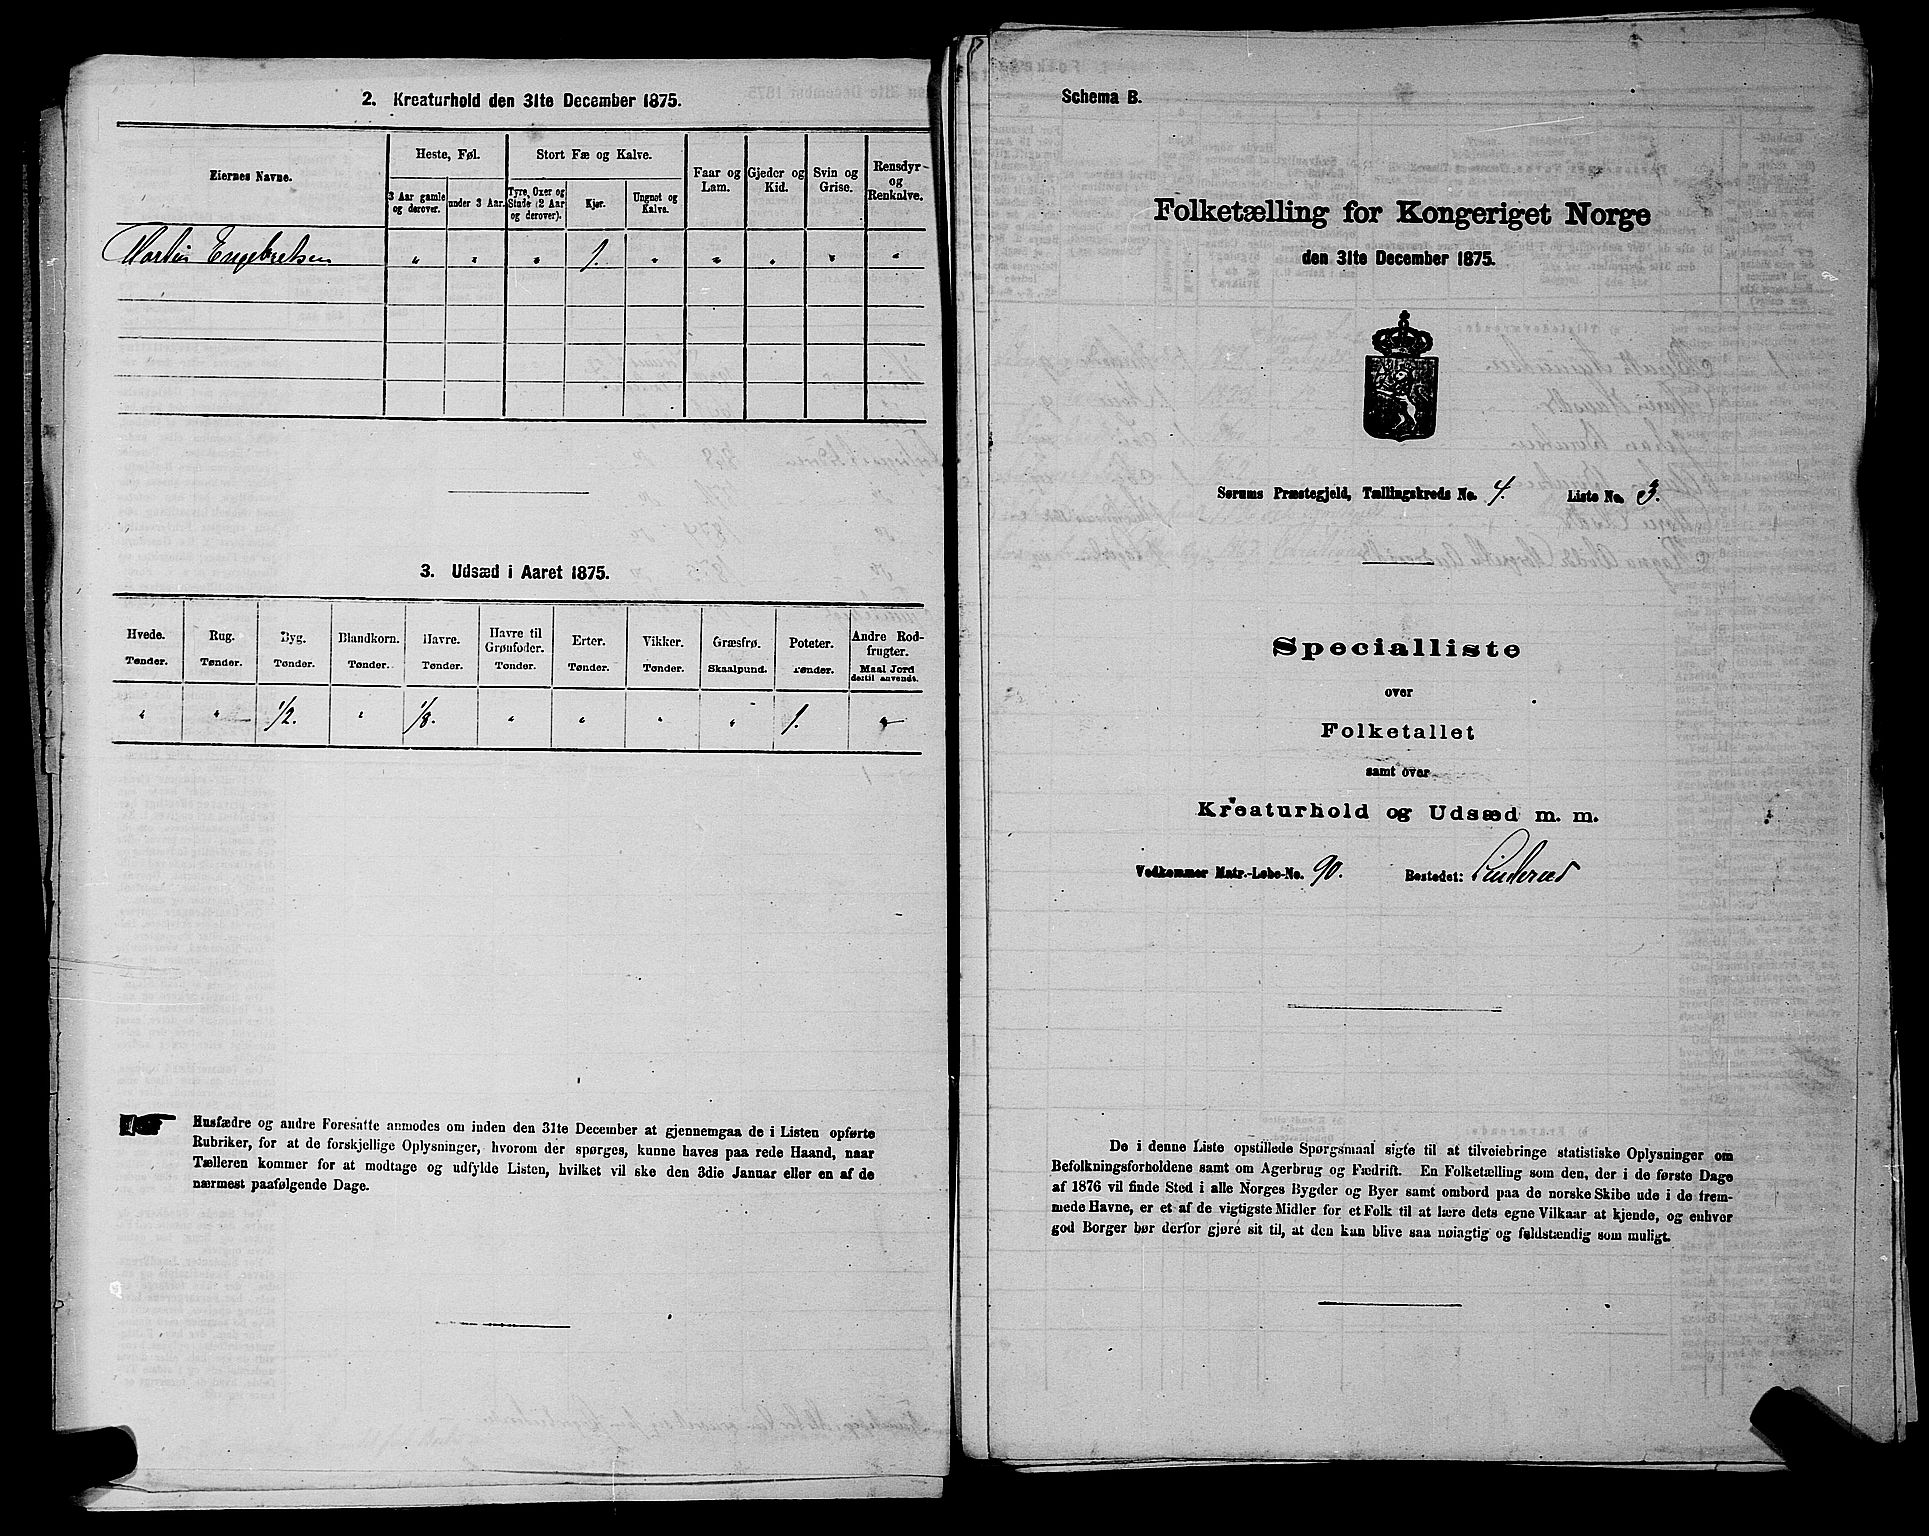 2. Kreaturhold den 31te December 1875.
Eiernes Navne.
Heste, Føl.
Stort Fæ og Kalve.
Faar og Lam.
Gjeder og Kid.
Svin og Grise.
Rensdyr og Renkalve.
3 Aar gamle og derover.
under 3 Aar.
Tyre, Oxer og Stude (2 Aar og derover).
Kjør.
Ungnøt og Kalve.
Martin Engebretsen " " " 1. " " " " "
3. Udsæd i Aaret 1875.
Hvede. Rug. Byg. Blandkorn. Havre. Havre til Grønfoder. Erter. Vikker. Græsfrø. Poteter. Andre Rodfrugter.
Tønder. Tønder. Tønder. Tønder. Tønder. Tønder. Tønder. Tønder. Skaalpund. Tønder. Maal Jord dertil anvendt.
" " 1/2. " 1/8. " " " " 1. "
Husfædre og andre Foresatte anmodes om inden den 31te December at gjennemgaa de i Listen opførte
Rubriker, for at de forskjellige Oplysninger, hvorom der spørges, kunne haves paa rede Haand, naar
Tælleren kommer for at modtage og udfylde Listen, hvilket vil ske den 3die Januar eller en af de
nærmest paafølgende Dage.
Schema B.
Folketælling for Kongeriget Norge
den 31te December 1875.
Sørums Præstegjeld, Tællingskreds No. 4. Liste No. 3.
Specialliste
over
Folketallet
samt over
Kreaturhold og Udsæd m. m.
Vedkommer Matr.-Løbe-No. 90. Bostedet: Linderud
De i denne Liste opstillede Spørgsmaal sigte til at tilveiebringe statistiske Oplysninger om
Befolkningsforholdene samt om Agerbrug og Fædrift. En Folketælling som den, der i de første Dage
af 1876 vil finde Sted i alle Norges Bygder og Byer samt ombord paa de norske Skibe ude i de frem-
mede Havne, er et af de vigtigste Midler for et Folk til at lære dets egne Vilkaar at kjende, og enhver
god Borger bør derfor gjøre sit til, at den kan blive saa nøiagtig og fuldstændig som muligt.